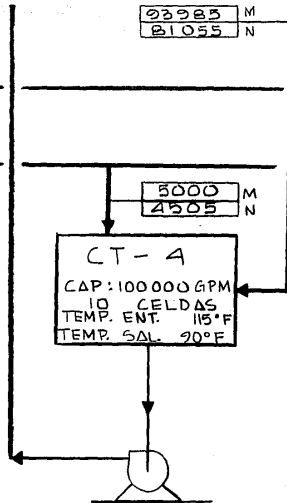 93985 M
81055 N
5000 M
4505 N
CT-4
CAP: 100000 GPM
10 CELDAS
TEMP. ENT. 115°F
TEMP. SAL. 90°F